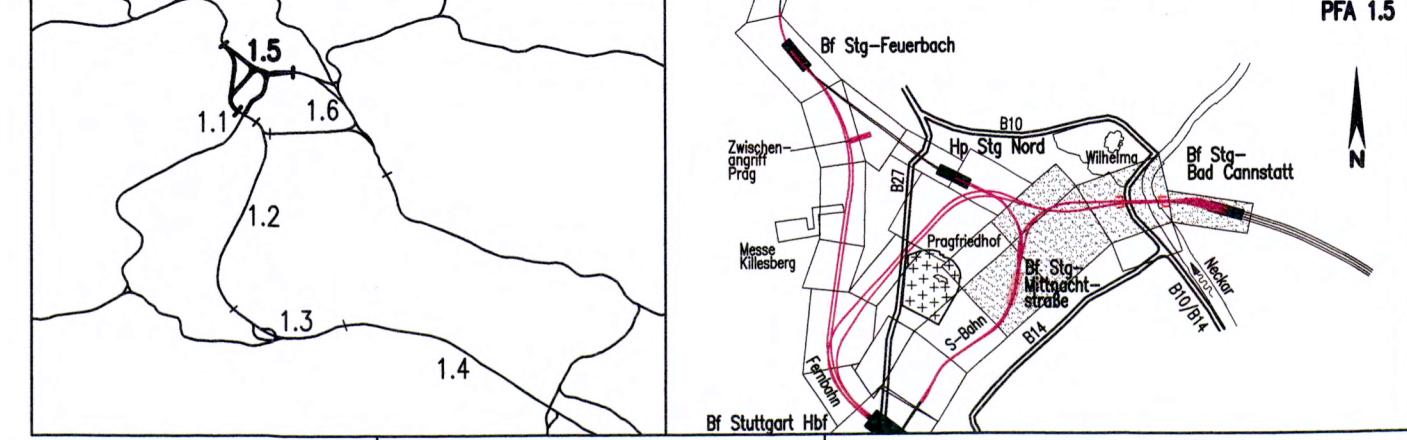 1.5
1.6
1.1
1.2
1.3
1.4
PFA 1.5
Bf Stg-Feuerbach
B10
Zwischen-
angriff
Prag
Hp Stg Nord
Wilhelma
Bf Stg-
Bad Cannstatt
N
B27
Messe
Killesberg
Pragfriedhof
Bf Stg-
Mittnacht-
straße
Neckar
B10/B14
S-Bahn
B14
Fernbahn
Bf Stuttgart Hbf